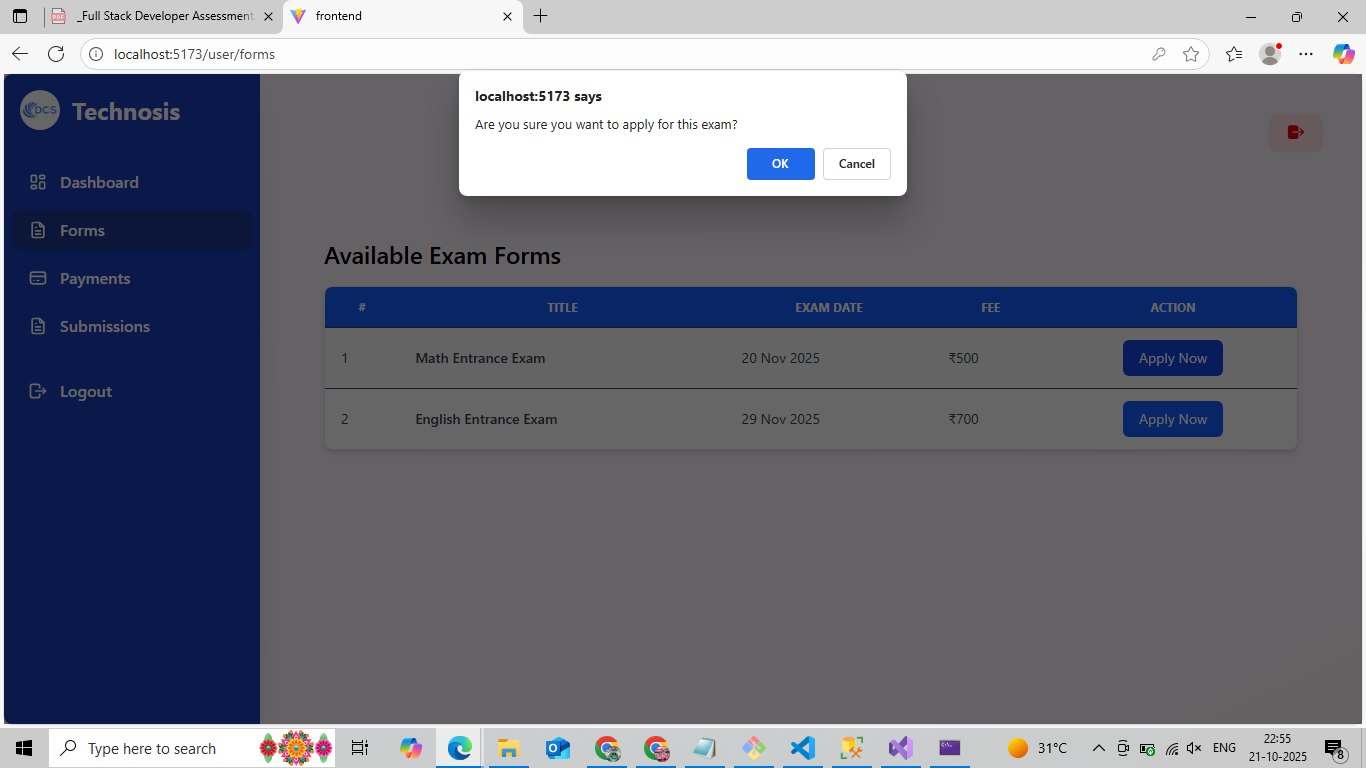 _Full Stack Developer Assessment
frontend
localhost:5173/user/forms
localhost:5173 says
Are you sure you want to apply for this exam?
OK
Cancel
DCS
Technosis
Dashboard
Forms
Payments
Submissions
Logout
Available Exam Forms
# TITLE EXAM DATE FEE ACTION
1 Math Entrance Exam 20 Nov 2025 ₹500 Apply Now
2 English Entrance Exam 29 Nov 2025 ₹700 Apply Now
Type here to search
31°C
ENG
22:55
21-10-2025
8